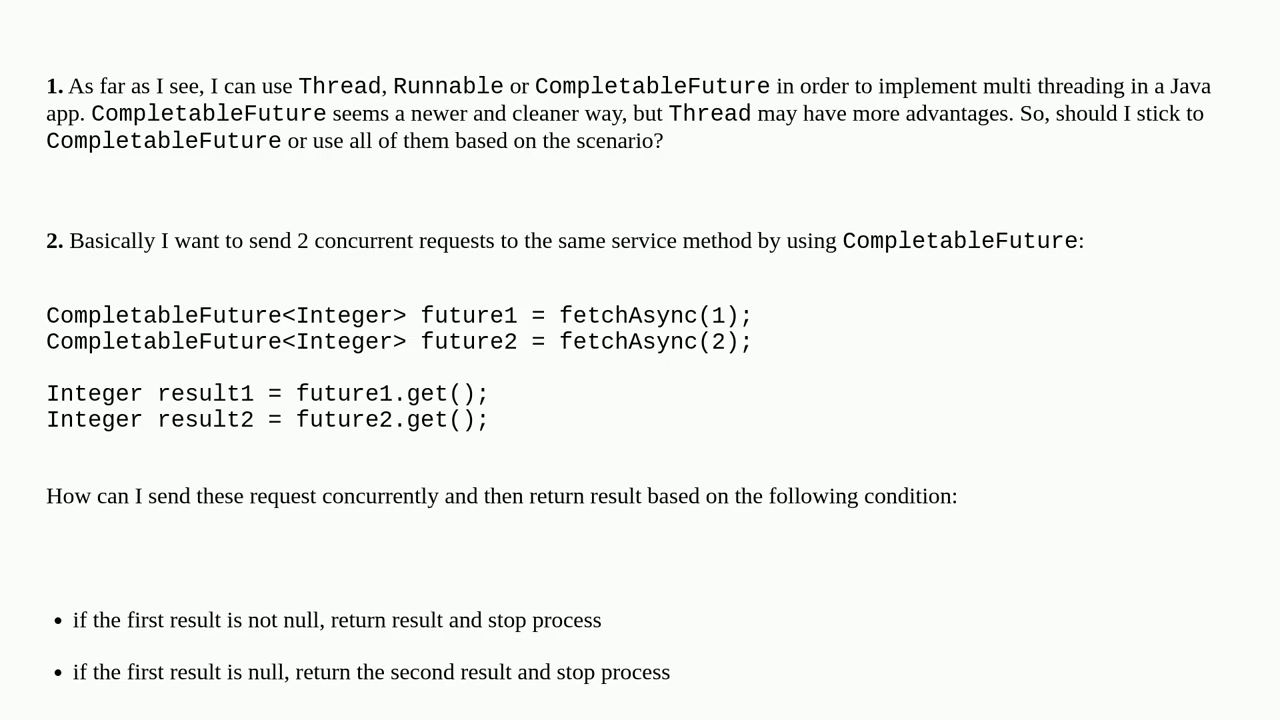 1. As far as I see, I can use Thread, Runnable or CompletableFuture in order to implement multi threading in a Java
app. CompletableFuture seems a newer and cleaner way, but Thread may have more advantages. So, should I stick to
CompletableFuture or use all of them based on the scenario?
2. Basically I want to send 2 concurrent requests to the same service method by using CompletableFuture:
CompletableFuture<Integer> future1 = fetchAsync(1);
CompletableFuture<Integer> future2 = fetchAsync(2);
Integer result1 = future1.get();
Integer result2 = future2.get();
How can I send these request concurrently and then return result based on the following condition:
• if the first result is not null, return result and stop process
• if the first result is null, return the second result and stop process